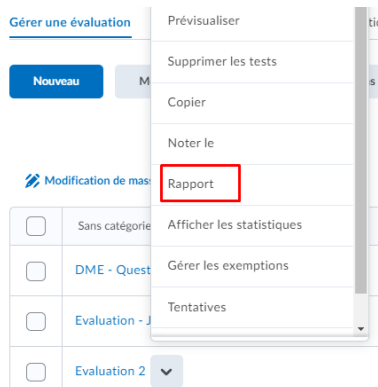 Gérer une évaluation
Prévisualiser
Supprimer les tests
Nouveau
Copier
Noter le
Modification de mas
Rapport
Sans catégorie
Afficher les statistiques
DME - Quest
Gérer les exemptions
Evaluation - J
Tentatives
Evaluation 2